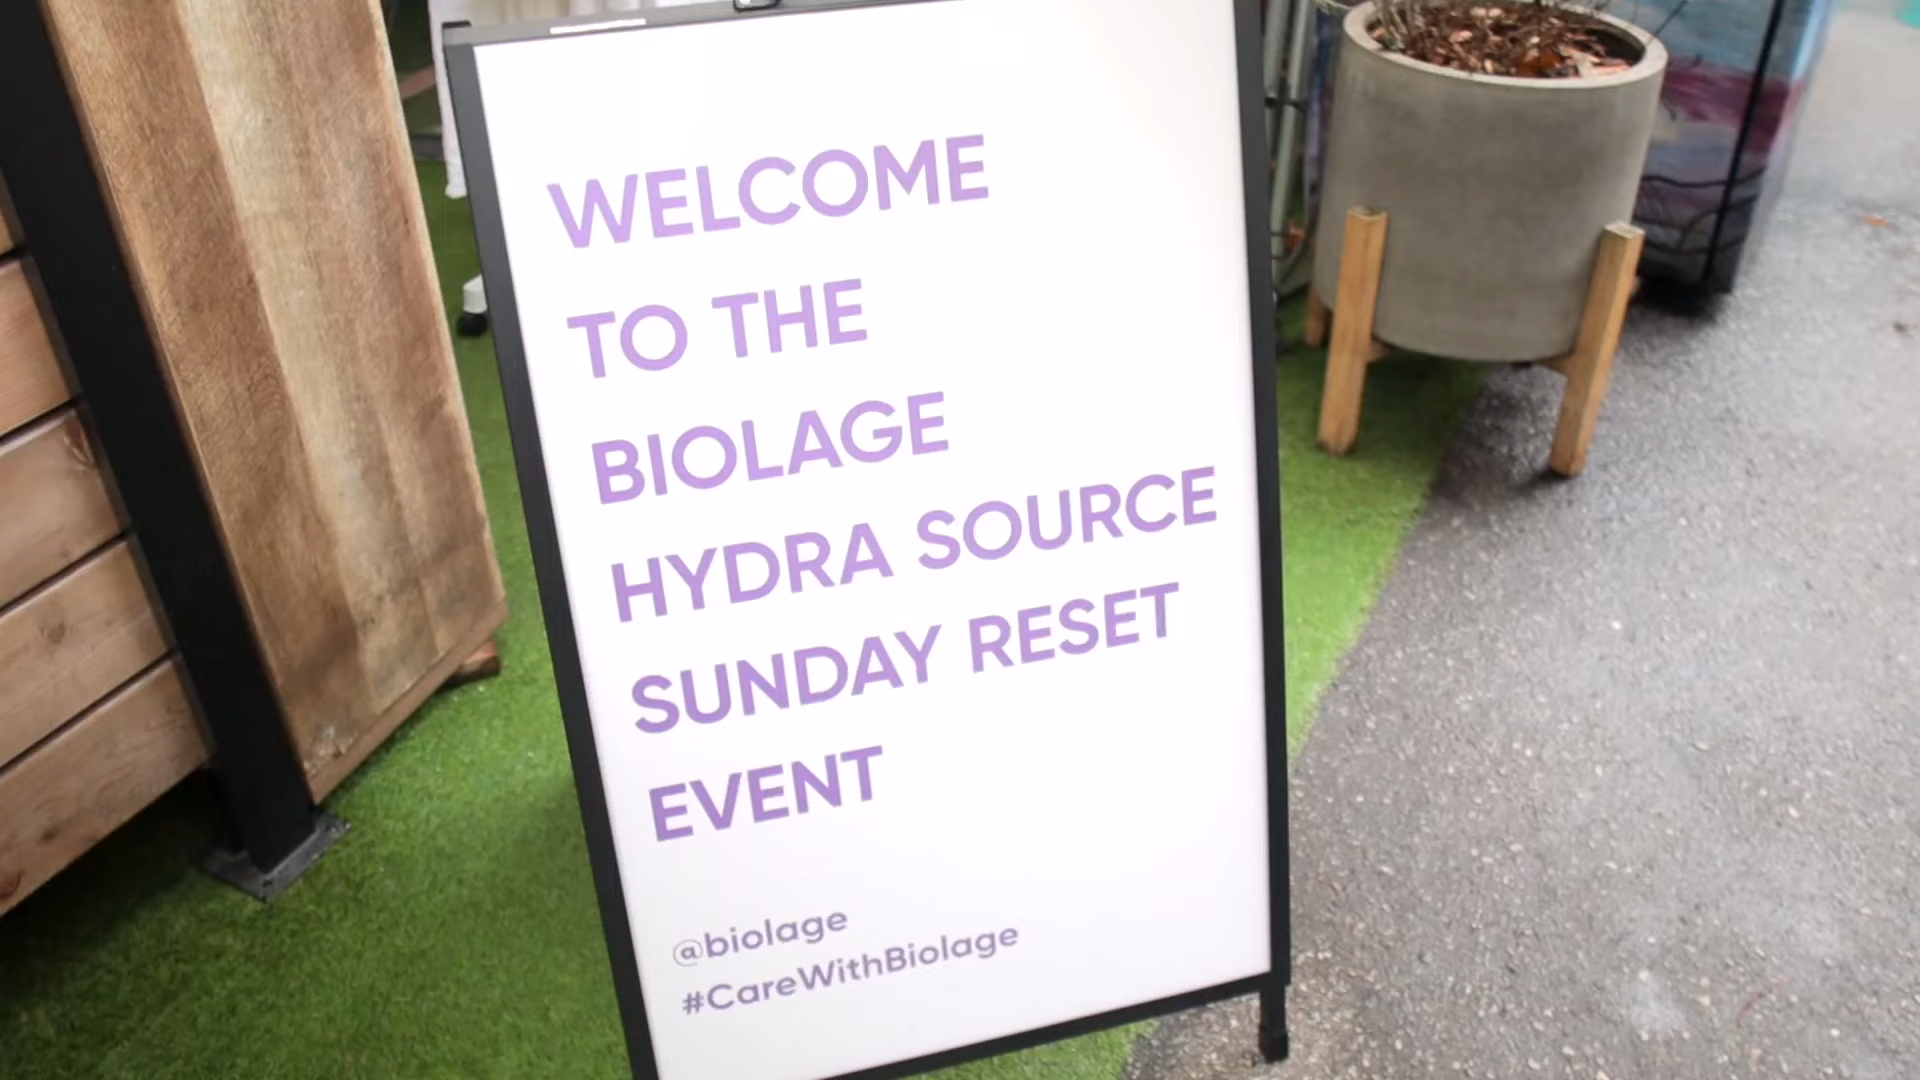 WELCOME
TO THE
BIOLAGE
HYDRA SOURCE
SUNDAY RESET
EVENT
@biolage
#CareWithBiolage